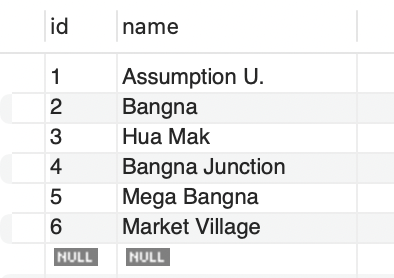 id name
1 Assumption U.
2 Bangna
3 Hua Mak
4 Bangna Junction
5 Mega Bangna
6 Market Village
NULL NULL